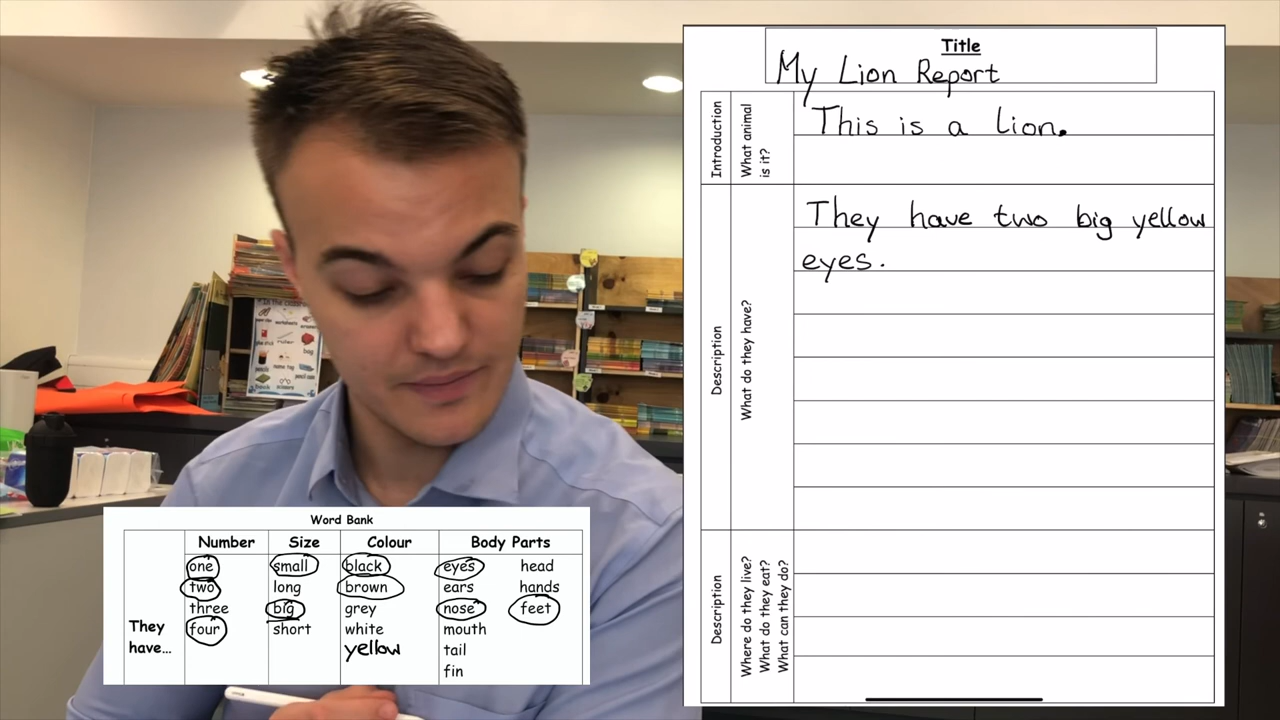 Title
My Lion Report
Introduction
What animal
is it?
This is a lion.
Description
What do they have?
They have two big yellow
eyes.
Description
Where do they live?
What do they eat?
What can they do?
Word Bank
Number Size Colour Body Parts
They
have...
one small black eyes head
two long brown ears hands
three big grey nose feet
four short white mouth
yellow tail
fin
ruler
bag
scissors